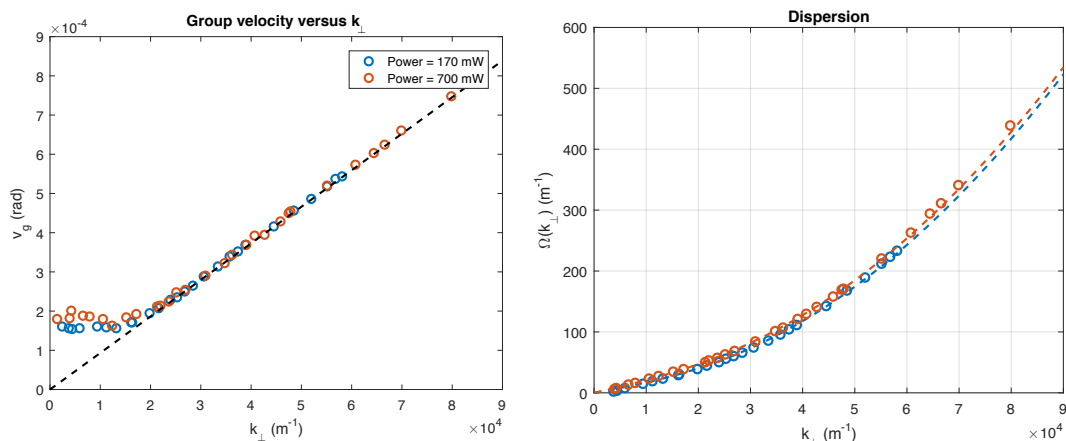 Group velocity versus k⊥
×10⁻⁴
9
8
7
6
5
4
3
2
1
0
v_g (rad)
Power = 170 mW
Power = 700 mW
0 1 2 3 4 5 6 7 8 9
k⊥ (m⁻¹)
×10⁴
Dispersion
600
500
400
300
200
100
0
Ω(k⊥) (m⁻¹)
0 1 2 3 4 5 6 7 8 9
k⊥ (m⁻¹)
×10⁴